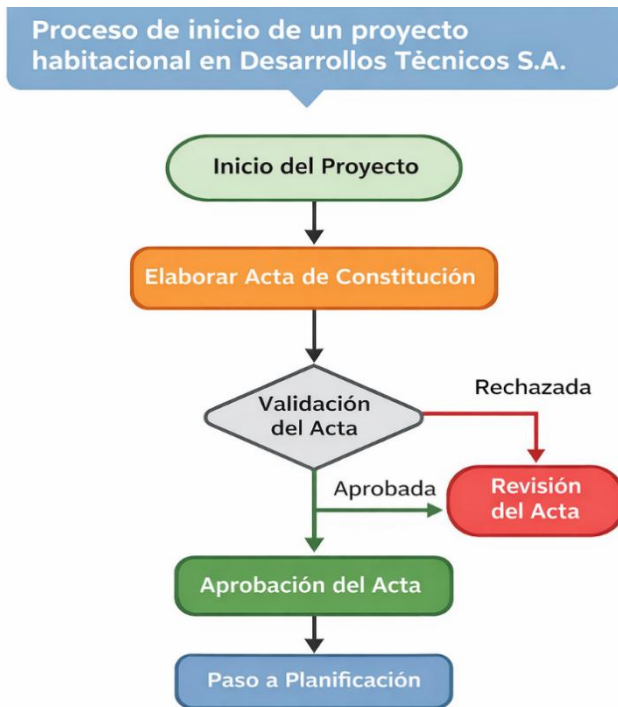 Proceso de inicio de un proyecto
habitacional en Desarrollos Tècnicos S.A.
Inicio del Proyecto
Elaborar Acta de Constitución
Validación
del Acta
Rechazada
Aprobada
Revisión
del Acta
Aprobación del Acta
Paso a Planificación